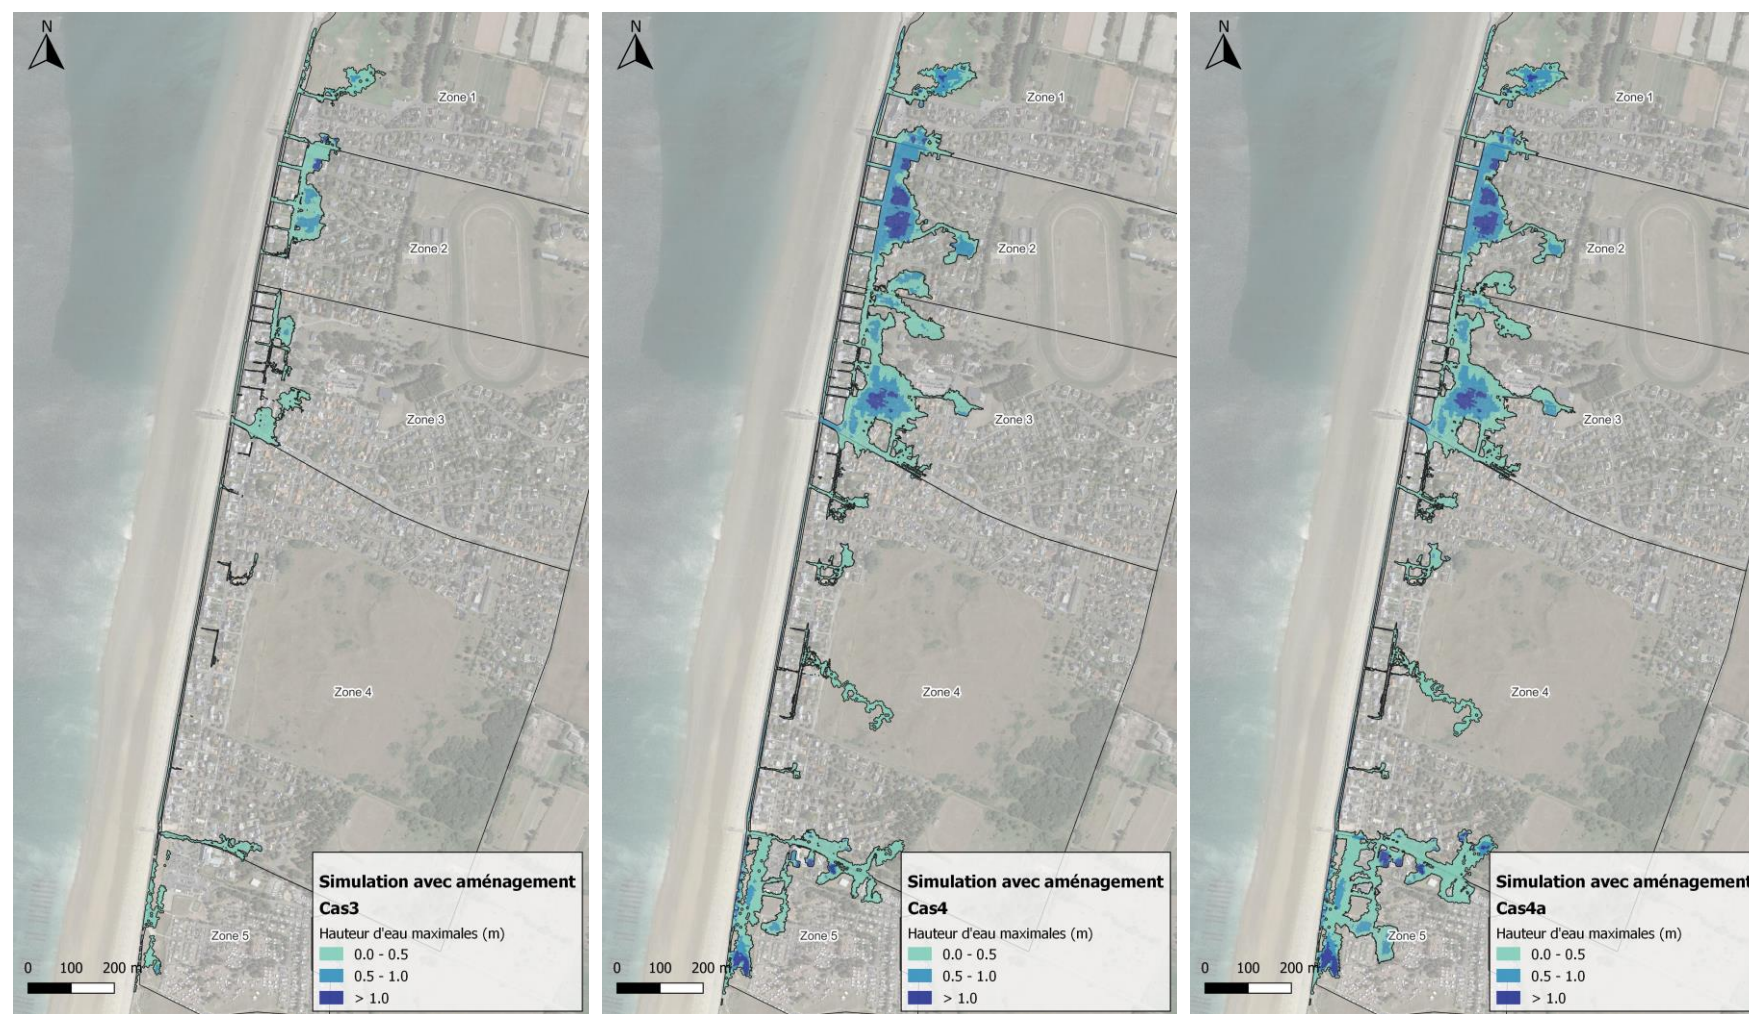 N
Zone 1
Zone 2
Zone 3
Zone 4
Zone 5
0 100 200 m
Simulation avec aménagement
Cas3
Hauteur d'eau maximales (m)
0.0 - 0.5
0.5 - 1.0
> 1.0
N
Zone 1
Zone 2
Zone 3
Zone 4
Zone 5
0 100 200 m
Simulation avec aménagement
Cas4
Hauteur d'eau maximales (m)
0.0 - 0.5
0.5 - 1.0
> 1.0
N
Zone 1
Zone 2
Zone 3
Zone 4
Zone 5
0 100 200 m
Simulation avec aménagement
Cas4a
Hauteur d'eau maximales (m)
0.0 - 0.5
0.5 - 1.0
> 1.0